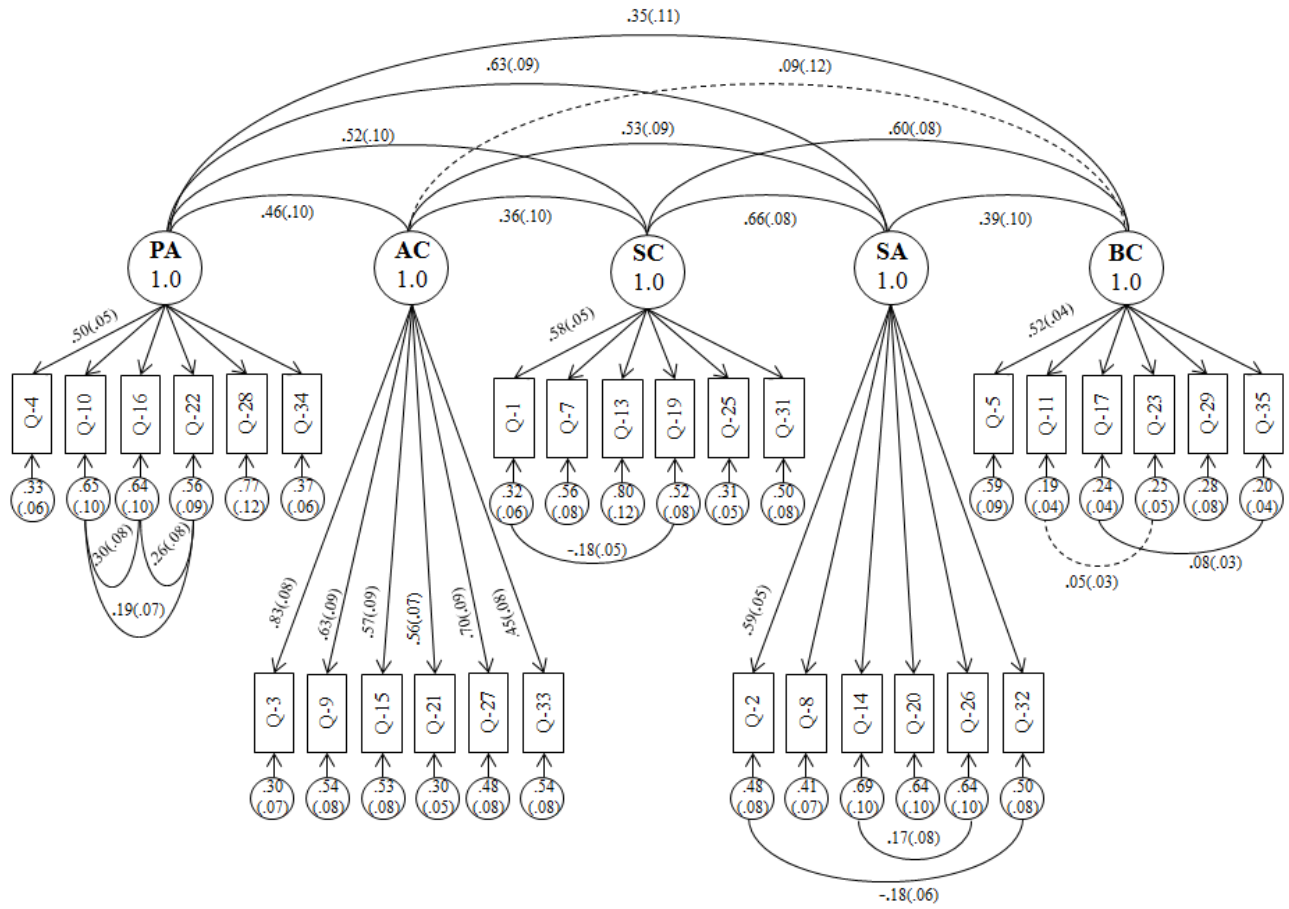 .35(.11)
.63(.09)
.09(.12)
.52(.10)
.53(.09)
.60(.08)
.46(.10)
.36(.10)
.66(.08)
.39(.10)
PA
1.0
AC
1.0
SC
1.0
SA
1.0
BC
1.0
.50(.05)
.58(.05)
.52(.04)
Q-4
Q-10
Q-16
Q-22
Q-28
Q-34
Q-1
Q-7
Q-13
Q-19
Q-25
Q-31
Q-5
Q-11
Q-17
Q-23
Q-29
Q-35
.33
(.06)
.65
(.10)
.64
(.10)
.56
(.09)
.77
(.12)
.37
(.06)
.32
(.06)
.56
(.08)
.80
(.12)
.52
(.08)
.31
(.05)
.50
(.08)
.59
(.09)
.19
(.04)
.24
(.04)
.25
(.05)
.28
(.08)
.20
(.04)
.30(.08)
.26(.08)
.19(.07)
-.18(.05)
.05(.03)
.08(.03)
.83(.08)
.63(.09)
.57(.09)
.56(.07)
.70(.09)
.45(.08)
.59(.05)
Q-3
Q-9
Q-15
Q-21
Q-27
Q-33
Q-2
Q-8
Q-14
Q-20
Q-26
Q-32
.30
(.07)
.54
(.08)
.53
(.08)
.30
(.05)
.48
(.08)
.54
(.08)
.48
(.08)
.41
(.07)
.69
(.10)
.64
(.10)
.64
(.10)
.50
(.08)
.17(.08)
-.18(.06)